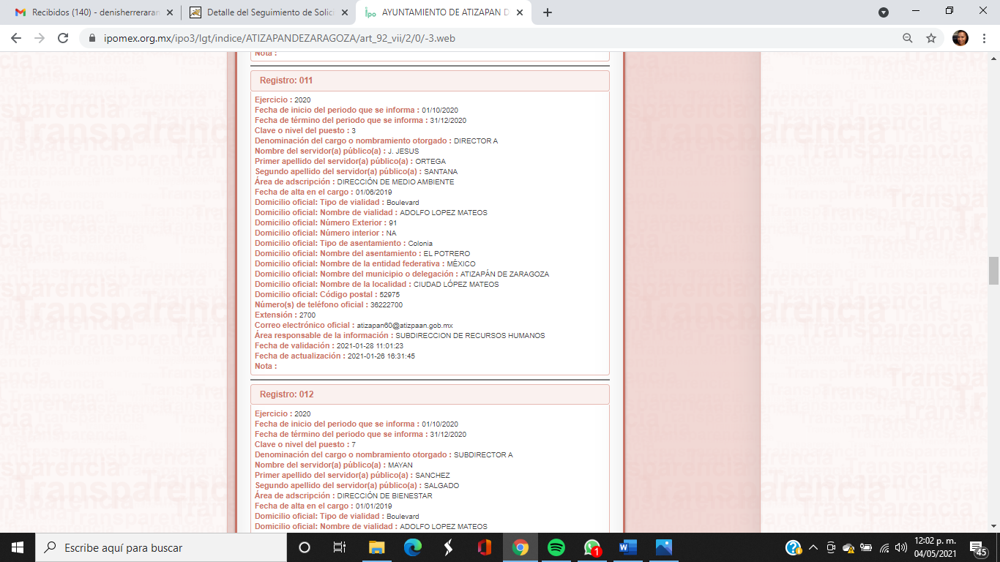 Recibidos (140) - denisherreraran
Detalle del Seguimiento de Solici
ipo AYUNTAMIENTO DE ATIZAPAN D
ipomex.org.mx/ipo3/lgt/indice/ATIZAPANDEZARAGOZA/art_92_vii/2/0/-3.web
Nota :
Registro: 011
Ejercicio : 2020
Fecha de inicio del periodo que se informa : 01/10/2020
Fecha de término del periodo que se informa : 31/12/2020
Clave o nivel del puesto : 3
Denominación del cargo o nombramiento otorgado : DIRECTOR A
Nombre del servidor(a) público(a) : J. JESUS
Primer apellido del servidor(a) público(a) : ORTEGA
Segundo apellido del servidor(a) público(a) : SANTANA
Área de adscripción : DIRECCIÓN DE MEDIO AMBIENTE
Fecha de alta en el cargo : 01/06/2019
Domicilio oficial: Tipo de vialidad : Boulevard
Domicilio oficial: Nombre de vialidad : ADOLFO LOPEZ MATEOS
Domicilio oficial: Número Exterior : 91
Domicilio oficial: Número interior : NA
Domicilio oficial: Tipo de asentamiento : Colonia
Domicilio oficial: Nombre del asentamiento : EL POTRERO
Domicilio oficial: Nombre de la entidad federativa : MÉXICO
Domicilio oficial: Nombre del municipio o delegación : ATIZAPÁN DE ZARAGOZA
Domicilio oficial: Nombre de la localidad : CIUDAD LÓPEZ MATEOS
Domicilio oficial: Código postal : 52975
Número(s) de teléfono oficial : 36222700
Extensión : 2700
Correo electrónico oficial : atizapan60@atizpaan.gob.mx
Área responsable de la información : SUBDIRECCION DE RECURSOS HUMANOS
Fecha de validación : 2021-01-28 11:01:23
Fecha de actualización : 2021-01-26 16:31:45
Nota :
Registro: 012
Ejercicio : 2020
Fecha de inicio del periodo que se informa : 01/10/2020
Fecha de término del periodo que se informa : 31/12/2020
Clave o nivel del puesto : 7
Denominación del cargo o nombramiento otorgado : SUBDIRECTOR A
Nombre del servidor(a) público(a) : MAYAN
Primer apellido del servidor(a) público(a) : SANCHEZ
Segundo apellido del servidor(a) público(a) : SALGADO
Área de adscripción : DIRECCIÓN DE BIENESTAR
Fecha de alta en el cargo : 01/01/2019
Domicilio oficial: Tipo de vialidad : Boulevard
Domicilio oficial: Nombre de vialidad : ADOLFO LOPEZ MATEOS
Escribe aquí para buscar
1
12:02 p. m.
04/05/2021
45